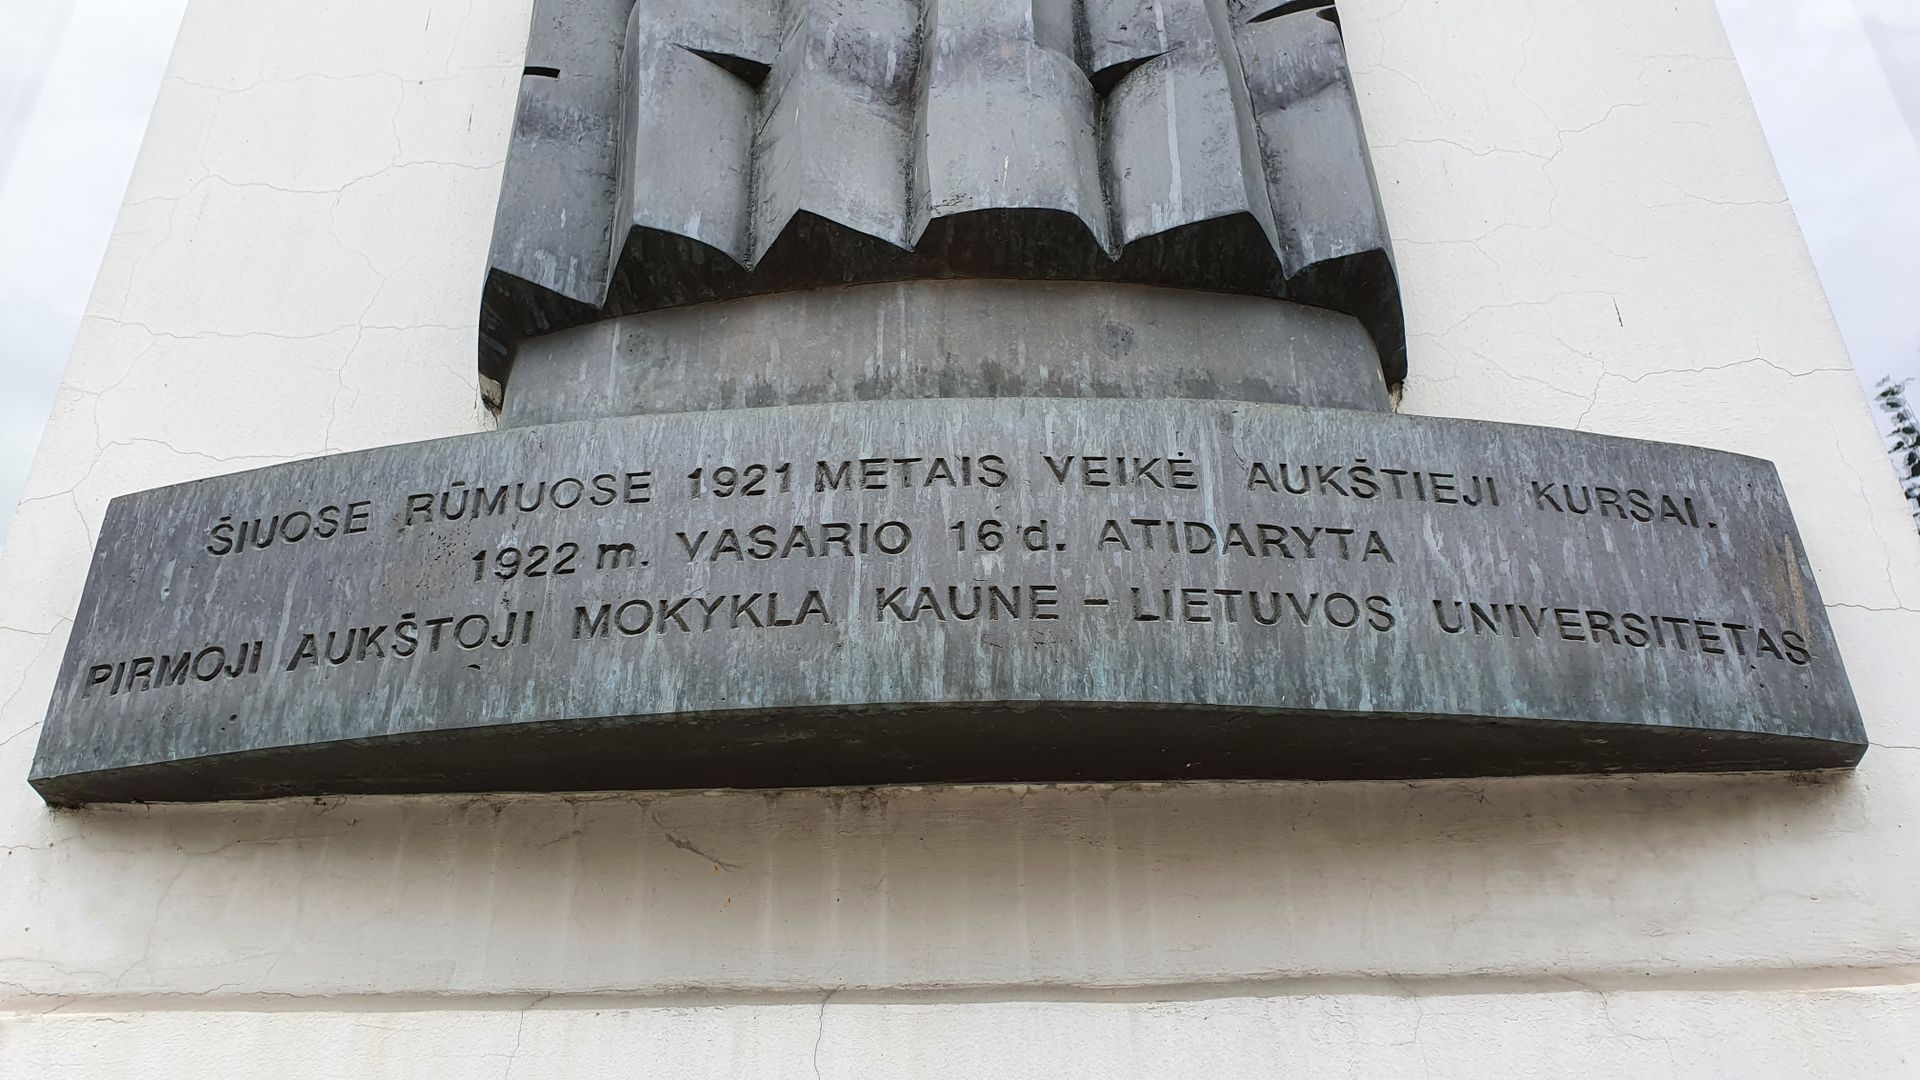 ŠIUOSE RŪMUOSE 1921 METAIS VEIKĖ AUKŠTIEJI KURSAI.
1922 m. VASARIO 16 d. ATIDARYTA
PIRMOJI AUKŠTOJI MOKYKLA KAUNE – LIETUVOS UNIVERSITETAS